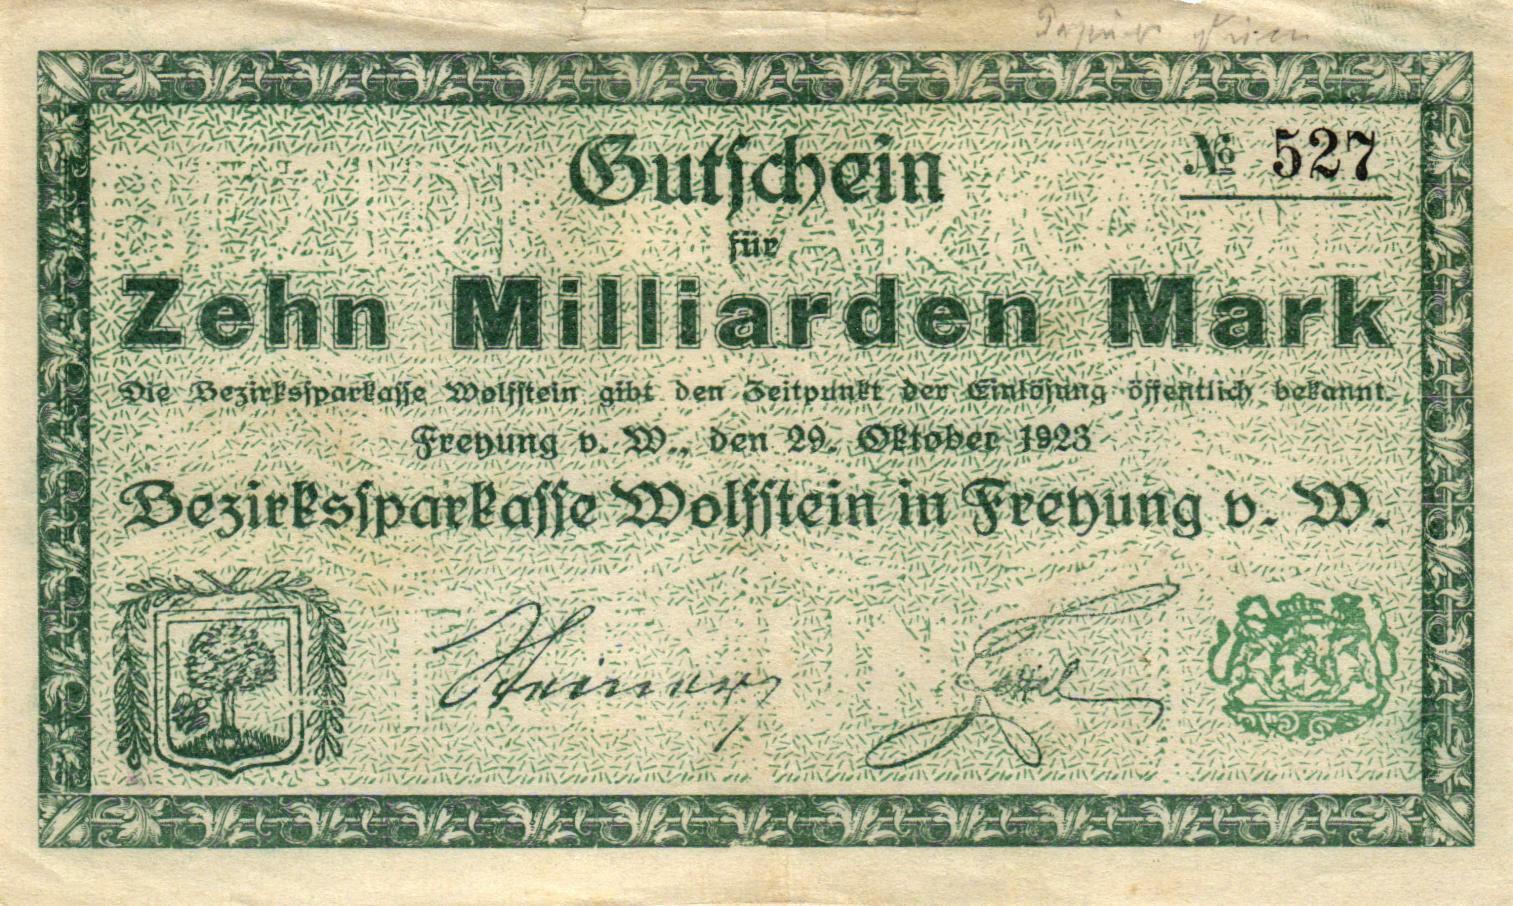 Gutschein
№ 527
für
Zehn Milliarden Mark
Die Bezirkssparkasse Wolfstein gibt den Zeitpunkt der Einlösung öffentlich bekannt.
Freyung v. W., den 29. Oktober 1923
Bezirkssparkasse Wolfstein in Freyung v. W.